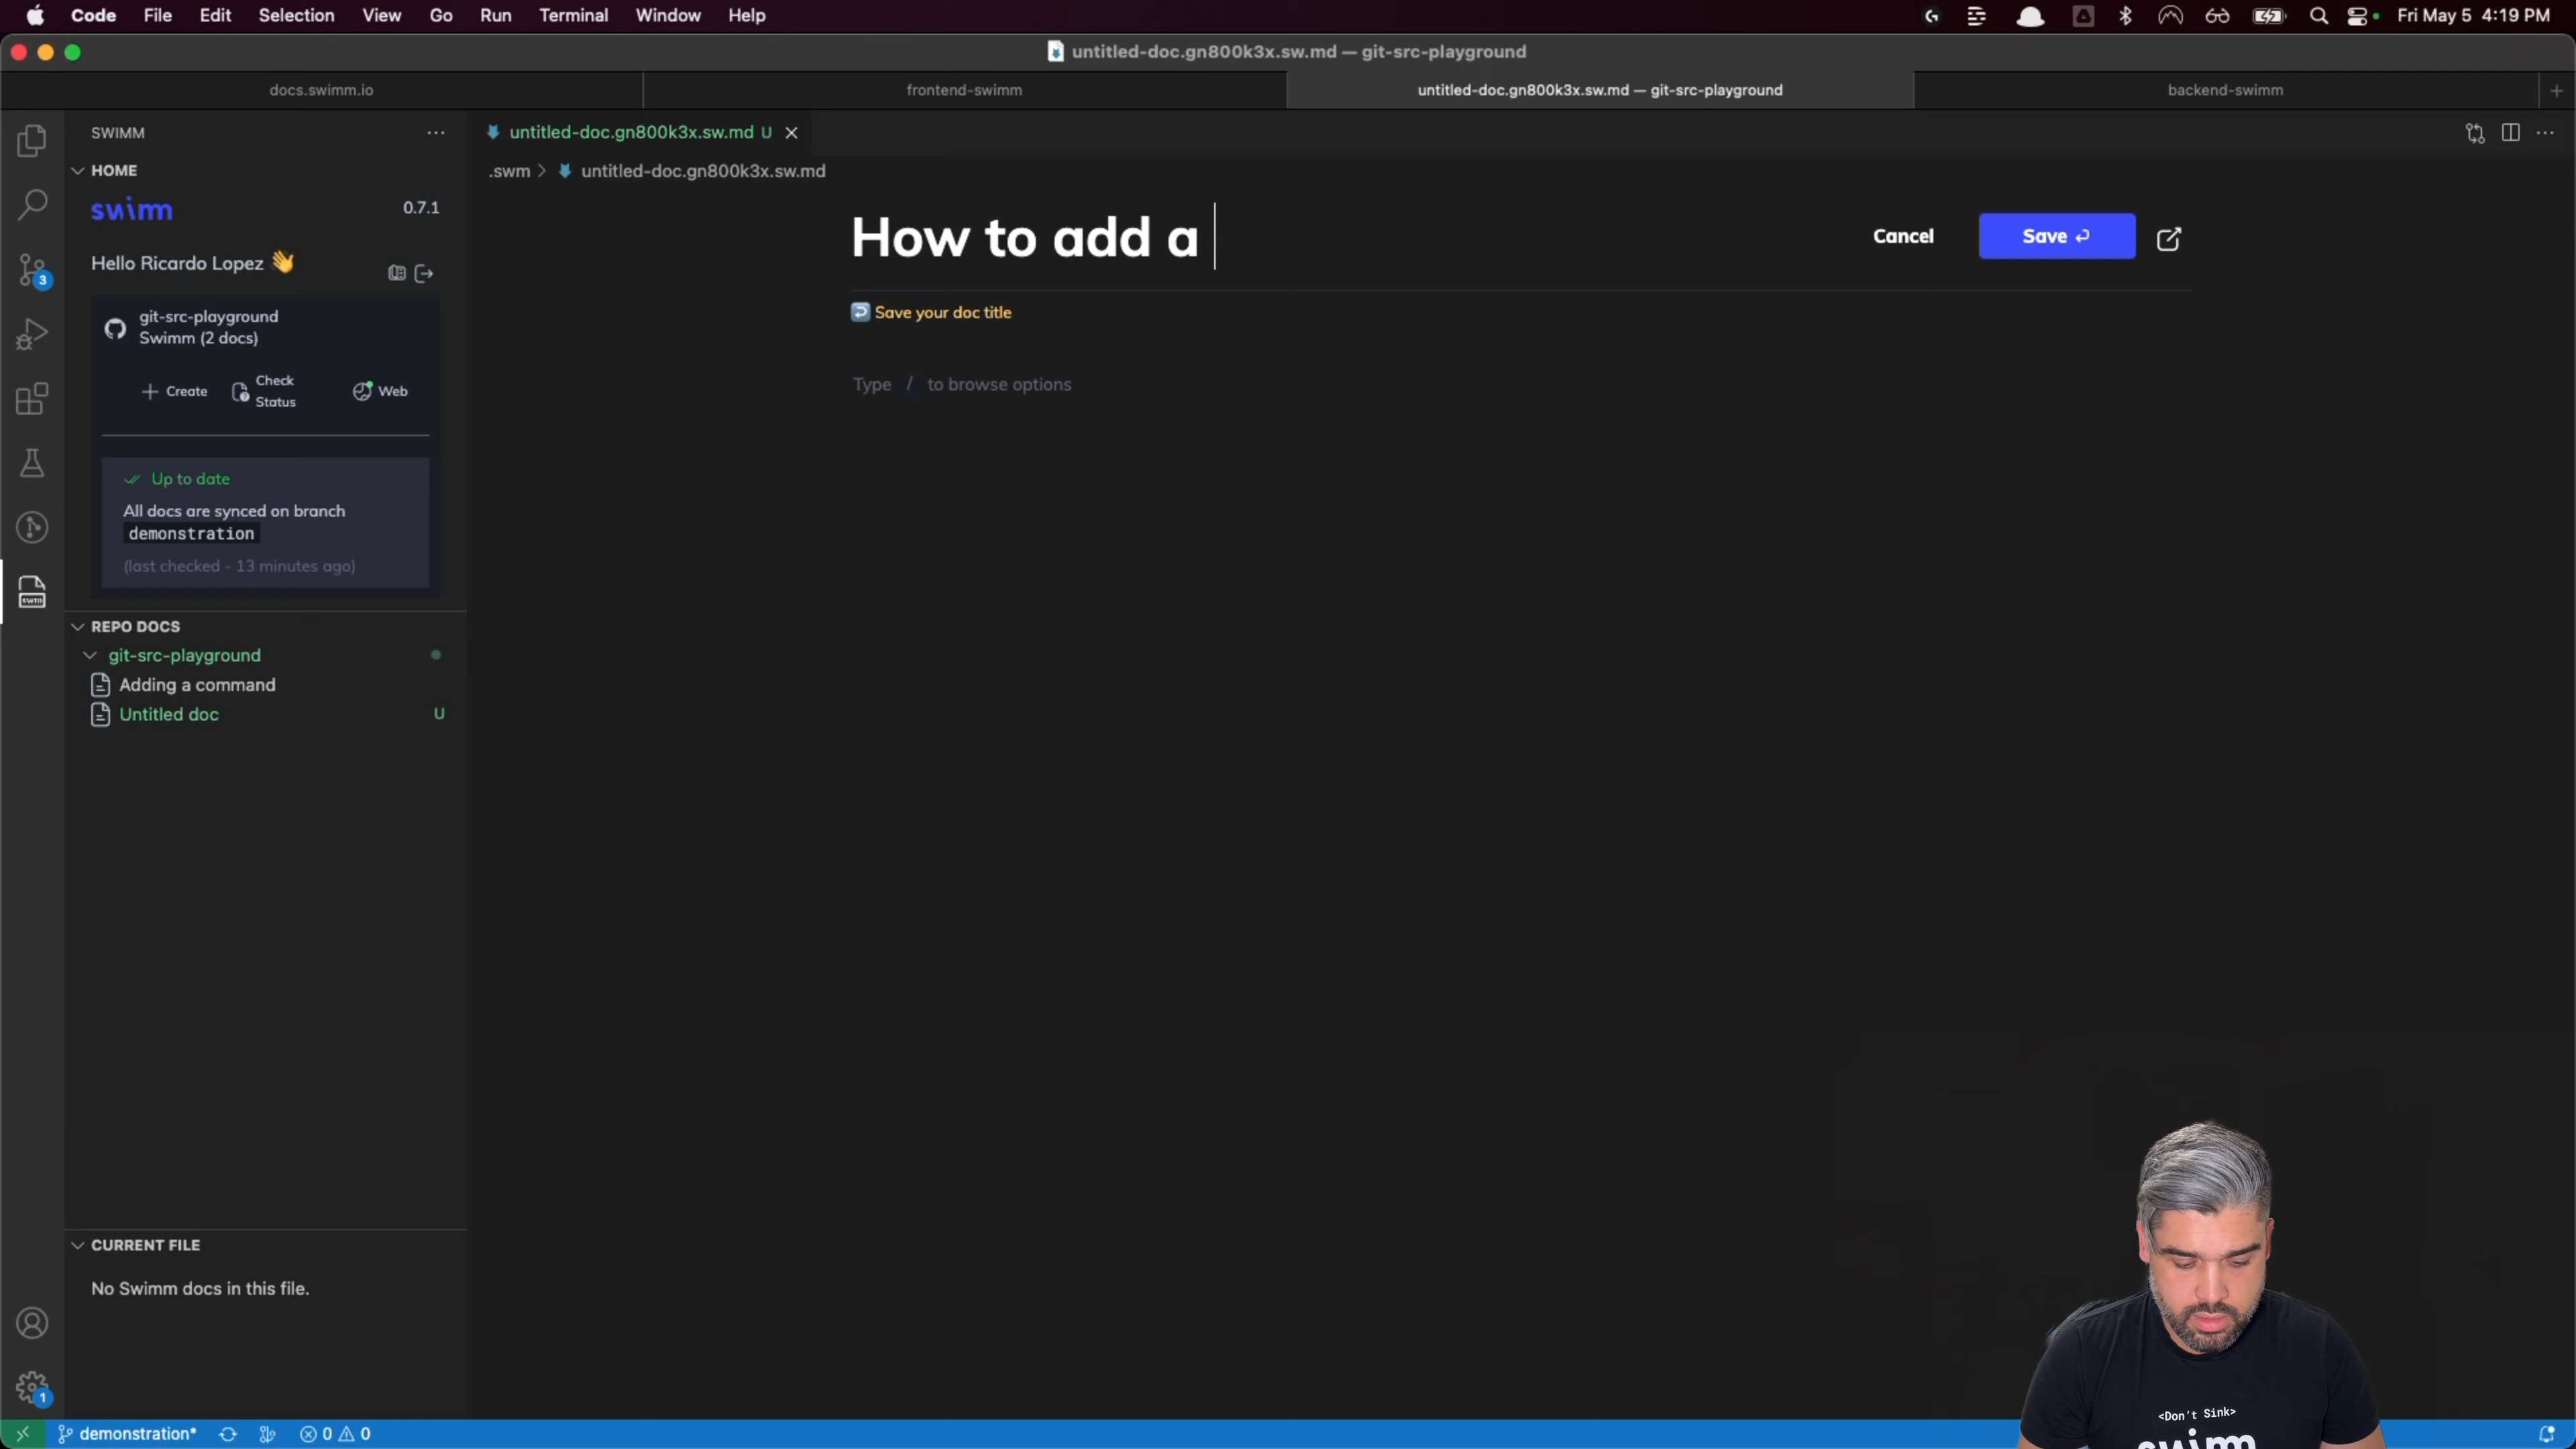 Code File Edit Selection View Go Run Terminal Window Help
Fri May 5 4:19 PM
untitled-doc.gn800k3x.sw.md — git-src-playground
docs.swimm.io
frontend-swimm
untitled-doc.gn800k3x.sw.md — git-src-playground
backend-swimm
SWIMM
untitled-doc.gn800k3x.sw.md U
HOME
.swm > untitled-doc.gn800k3x.sw.md
swimm
0.7.1
How to add a
Cancel
Save
Hello Ricardo Lopez 👋
3
Save your doc title
git-src-playground
Swimm (2 docs)
Type / to browse options
Create
Check
Status
Web
Up to date
All docs are synced on branch
demonstration
(last checked - 13 minutes ago)
swm
REPO DOCS
git-src-playground
Adding a command
Untitled doc
U
CURRENT FILE
No Swimm docs in this file.
1
<Don't Sink>
swimm
demonstration*
0
0